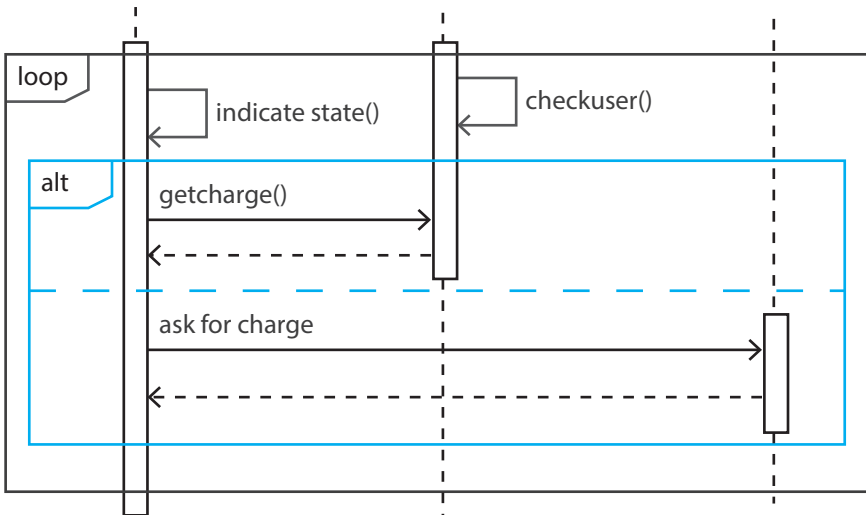 loop
indicate state()
checkuser()
alt
getcharge()
ask for charge